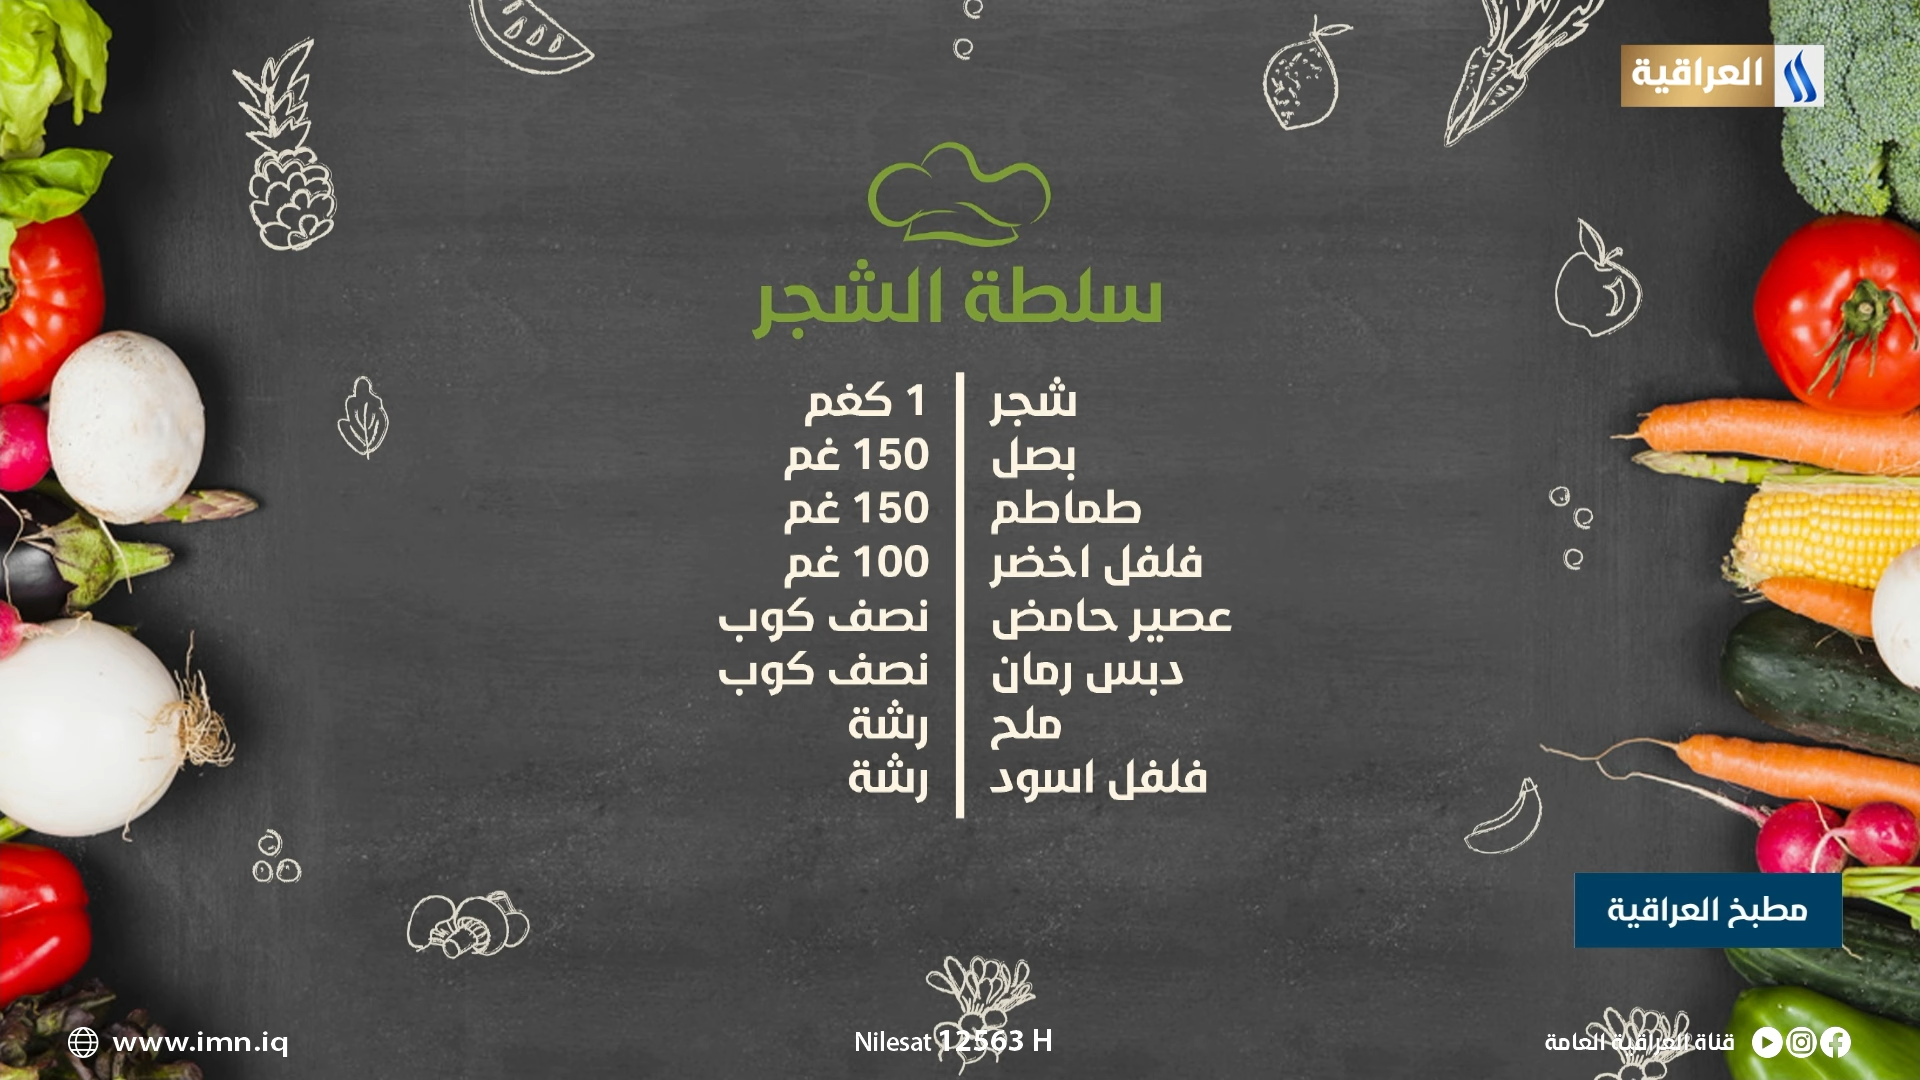 العراقية
سلطة الشجر
شجر 1 كغم
بصل 150 غم
طماطم 150 غم
فلفل اخضر 100 غم
عصير حامض نصف كوب
دبس رمان نصف كوب
ملح رشة
فلفل اسود رشة
مطبخ العراقية
www.imn.iq
Nilesat 12563 H
قناة العراقية العامة